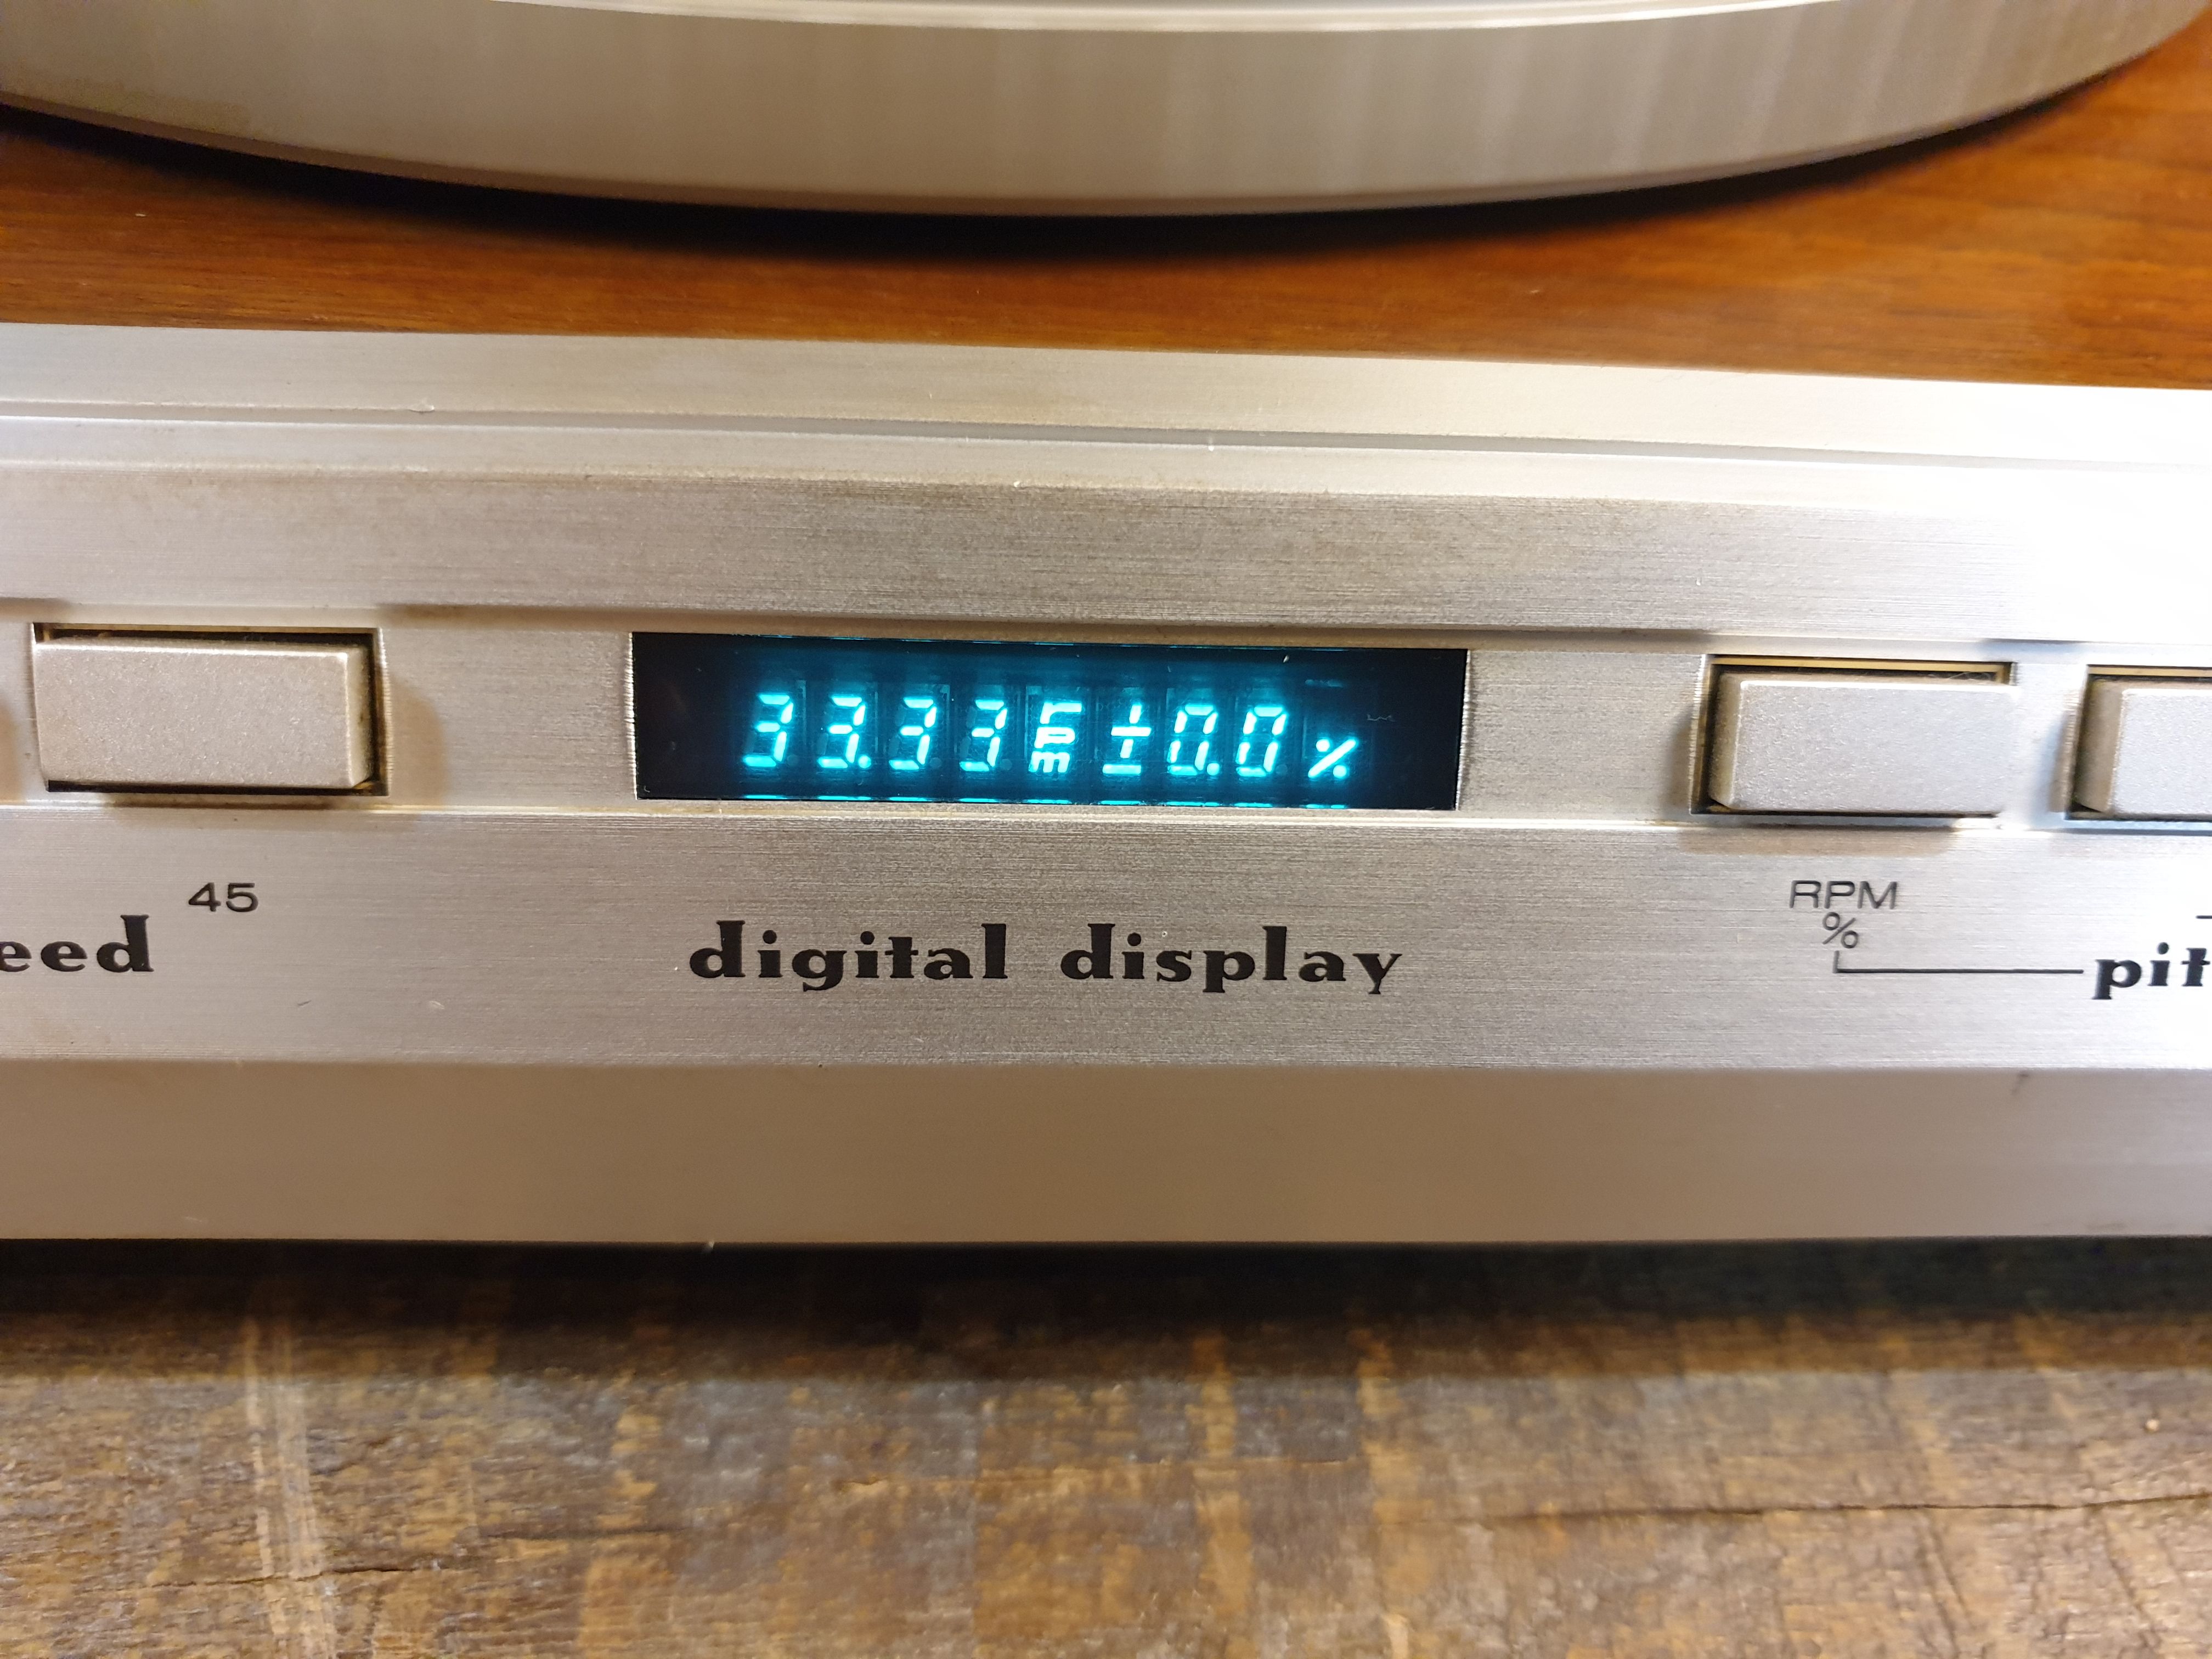 33.33 rpm ±0.0 %
45
eed
digital display
RPM
%
pit